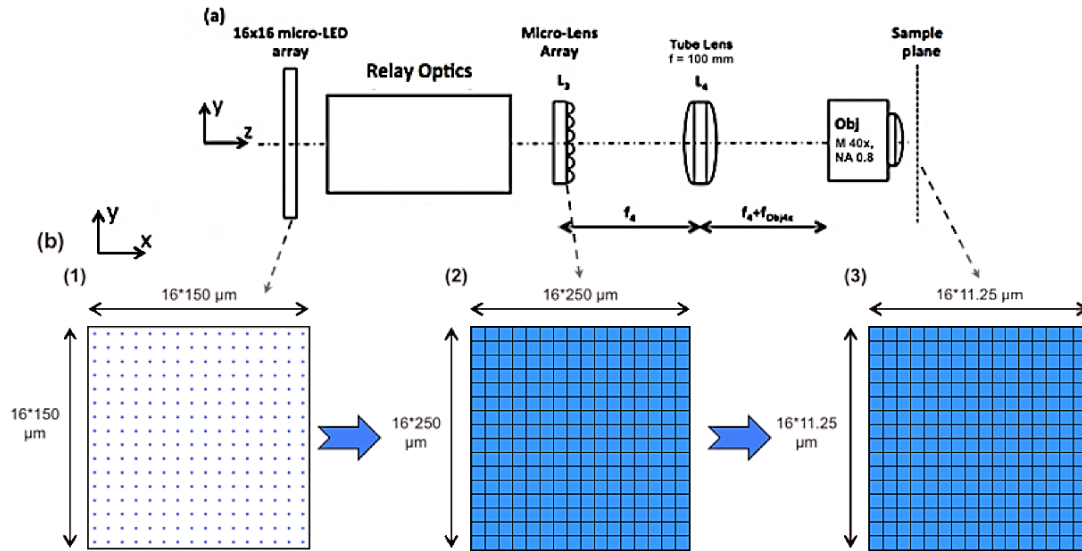 (a)
16x16 micro-LED
array
Relay Optics
Micro-Lens
Array
L₃
Tube Lens
f = 100 mm
L₄
Sample
plane
y
z
Obj
M 40x,
NA 0.8
f₄
f₄+f_Obj4x
(b)
y
x
(1)
16*150 µm
16*150
µm
(2)
16*250 µm
16*250
µm
(3)
16*11.25 µm
16*11.25
µm